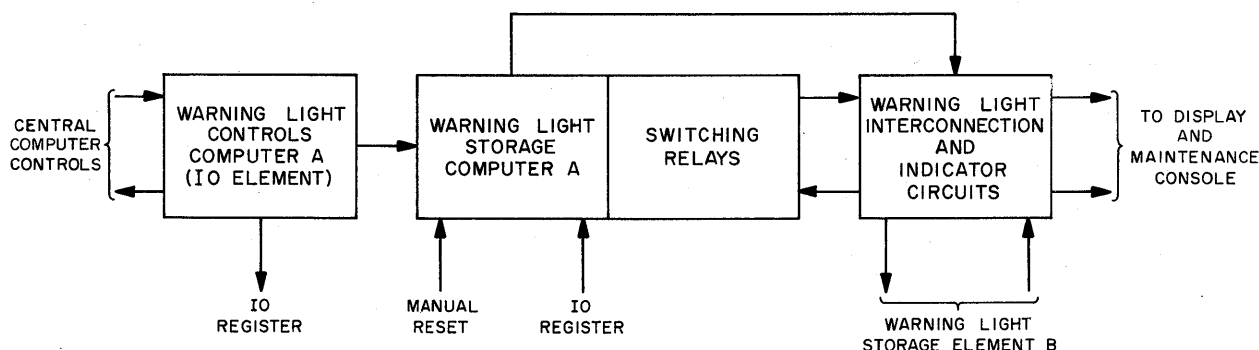 CENTRAL
COMPUTER
CONTROLS
WARNING LIGHT
CONTROLS
COMPUTER A
(IO ELEMENT)
WARNING LIGHT
STORAGE
COMPUTER A
SWITCHING
RELAYS
WARNING LIGHT
INTERCONNECTION
AND
INDICATOR
CIRCUITS
TO DISPLAY
AND
MAINTENANCE
CONSOLE
IO
REGISTER
MANUAL
RESET
IO
REGISTER
WARNING LIGHT
STORAGE ELEMENT B